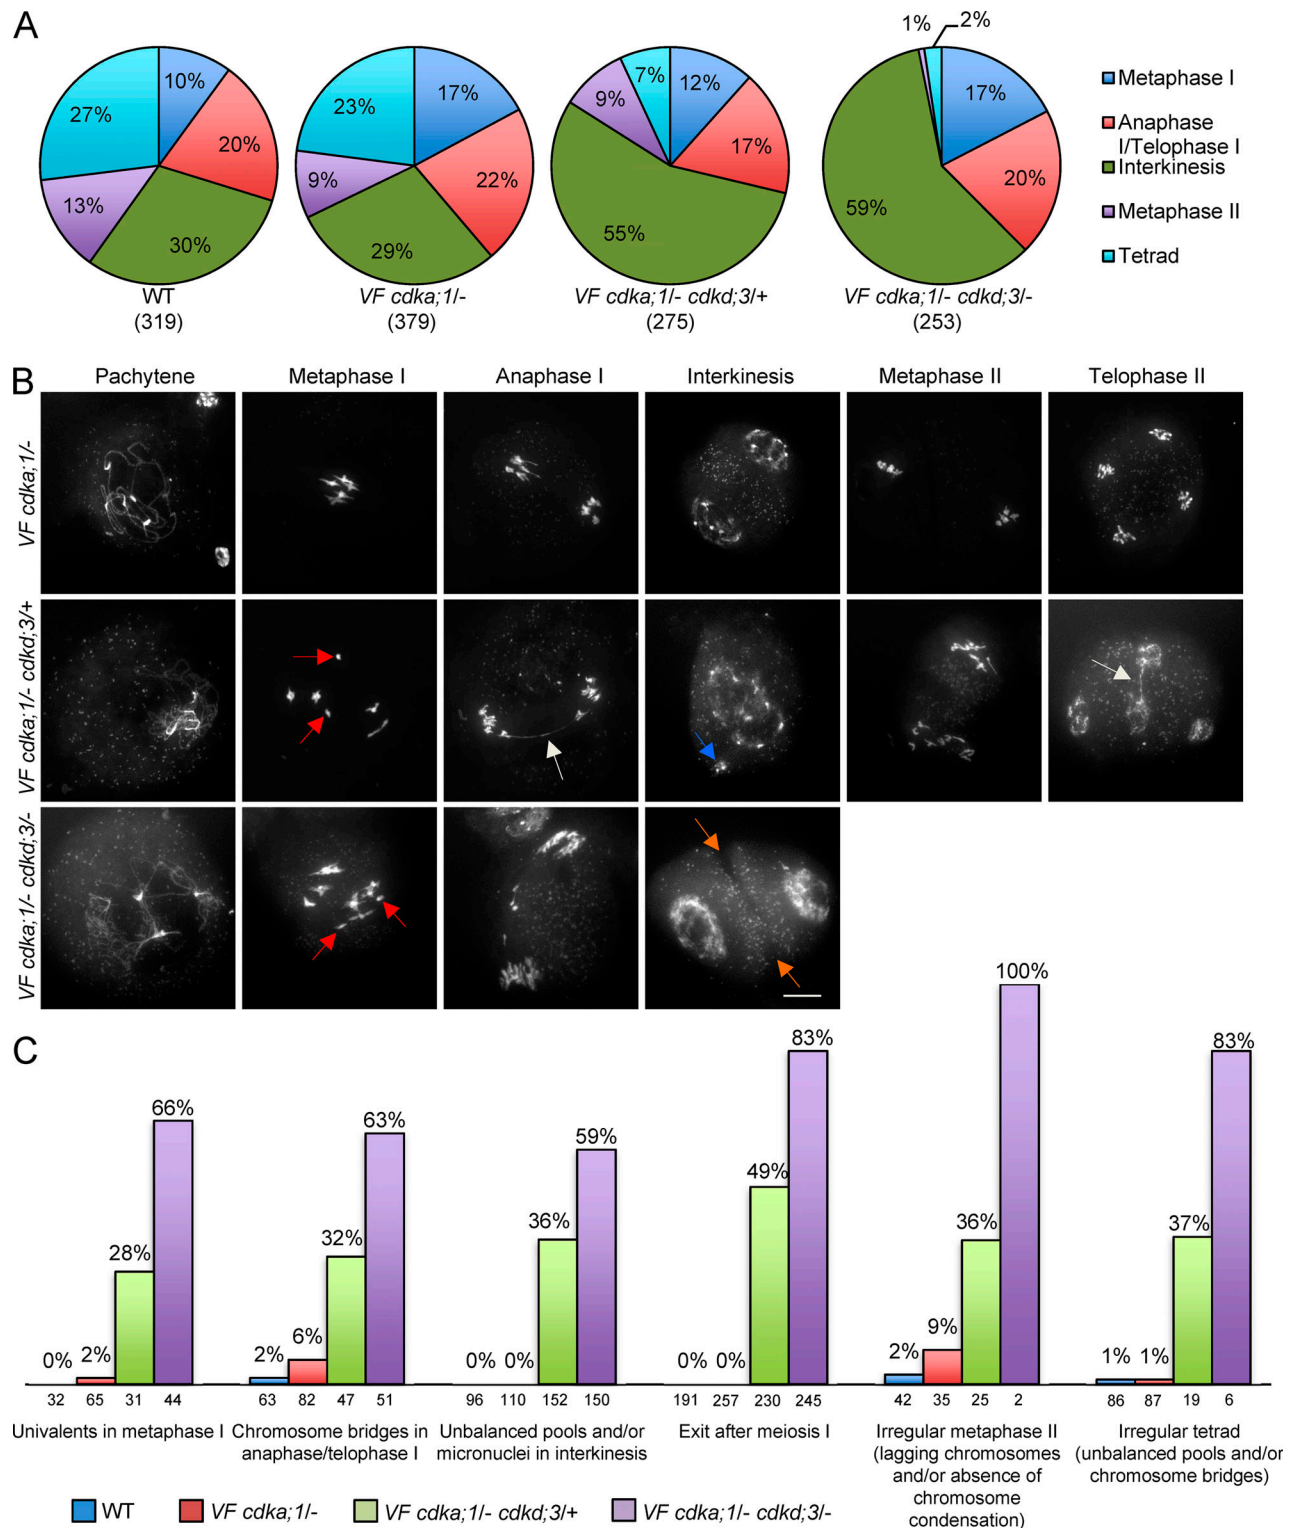 A
10%
20%
30%
13%
27%
WT
(319)
17%
22%
29%
9%
23%
VF cdka;1/-
(379)
12%
17%
55%
9%
7%
VF cdka;1/- cdkd;3/+
(275)
1%
2%
17%
20%
59%
VF cdka;1/- cdkd;3/-
(253)
Metaphase I
Anaphase
I/Telophase I
Interkinesis
Metaphase II
Tetrad
B
Pachytene
Metaphase I
Anaphase I
Interkinesis
Metaphase II
Telophase II
VF cdka;1/-
VF cdka;1/- cdkd;3/+
VF cdka;1/- cdkd;3/-
C
0%
2%
28%
66%
32 65 31 44
Univalents in metaphase I
2%
6%
32%
63%
63 82 47 51
Chromosome bridges in
anaphase/telophase I
0%
0%
36%
59%
96 110 152 150
Unbalanced pools and/or
micronuclei in interkinesis
0%
0%
49%
83%
191 257 230 245
Exit after meiosis I
2%
9%
36%
100%
42 35 25 2
Irregular metaphase II
(lagging chromosomes
and/or absence of
chromosome
condensation)
1%
1%
37%
83%
86 87 19 6
Irregular tetrad
(unbalanced pools and/or
chromosome bridges)
WT
VF cdka;1/-
VF cdka;1/- cdkd;3/+
VF cdka;1/- cdkd;3/-